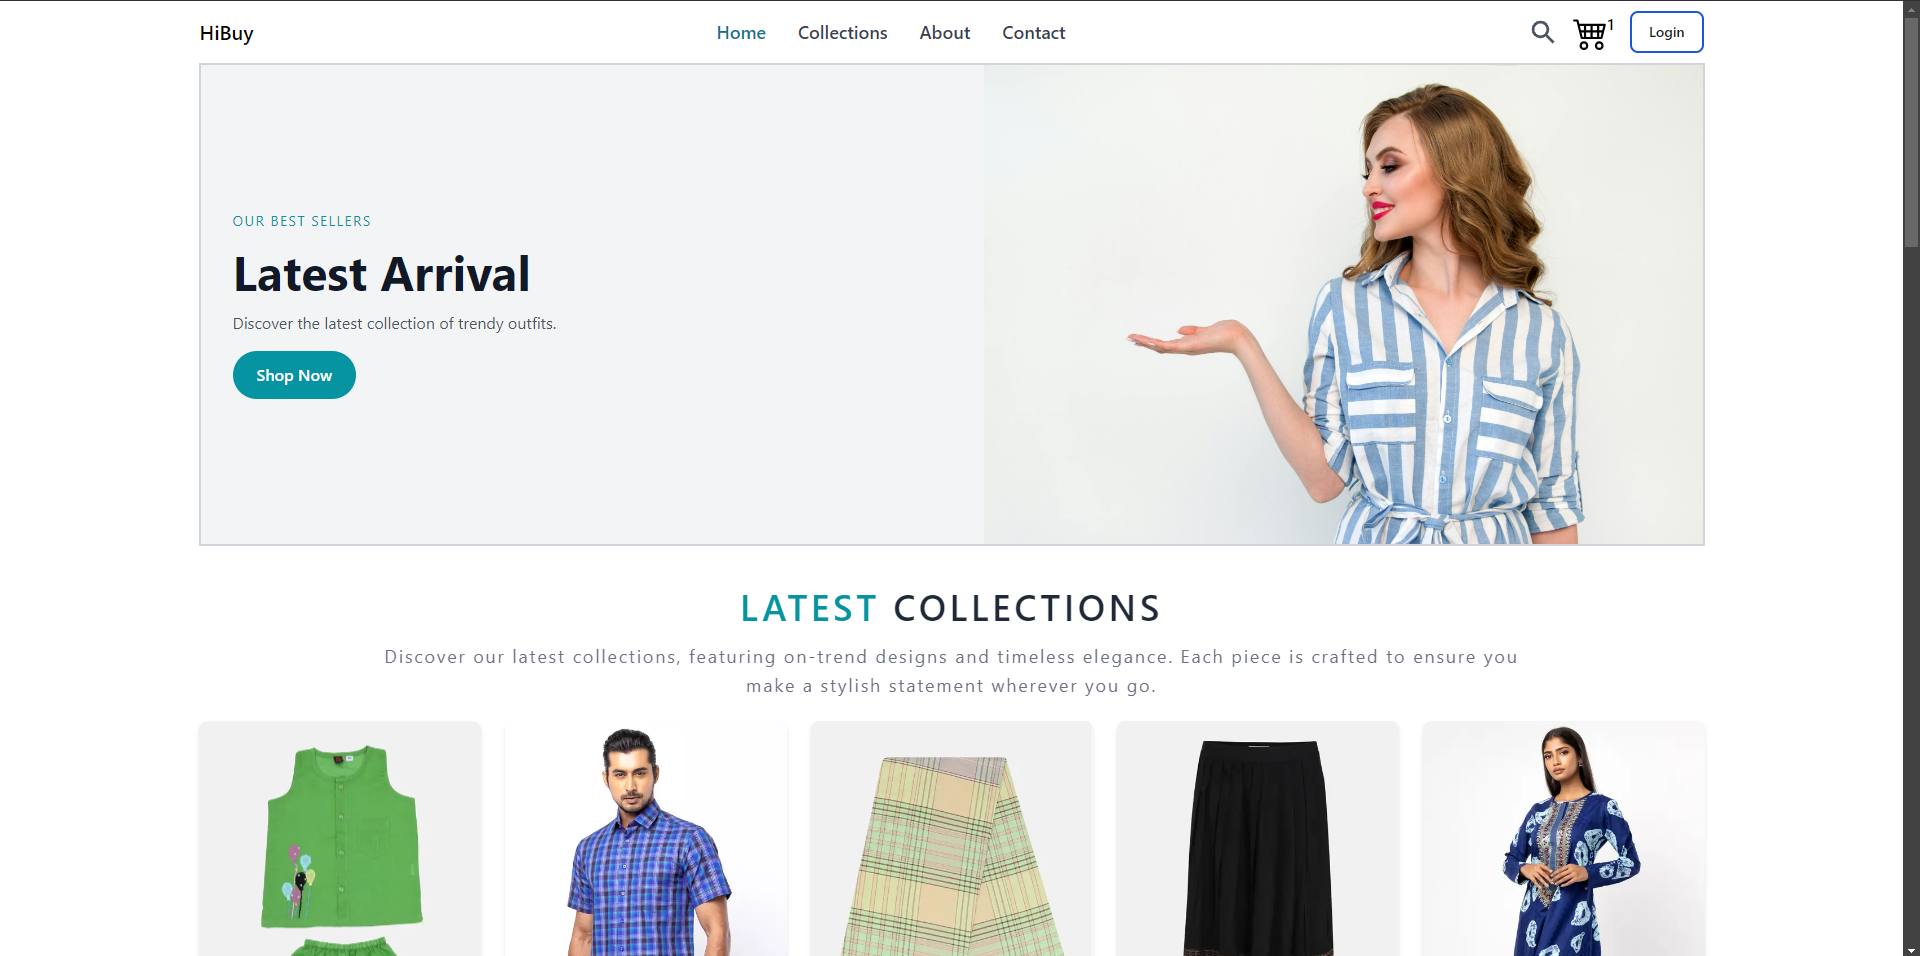 HiBuy
Home Collections About Contact
1
Login
OUR BEST SELLERS
Latest Arrival
Discover the latest collection of trendy outfits.
Shop Now
LATEST COLLECTIONS
Discover our latest collections, featuring on-trend designs and timeless elegance. Each piece is crafted to ensure you
make a stylish statement wherever you go.